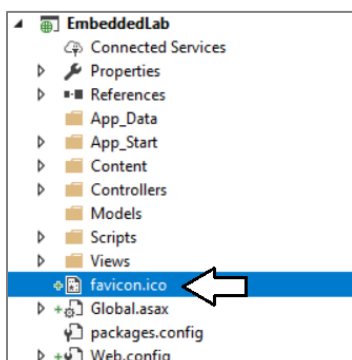 EmbeddedLab
Connected Services
Properties
References
App_Data
App_Start
Content
Controllers
Models
Scripts
Views
favicon.ico
Global.asax
packages.config
Web.config